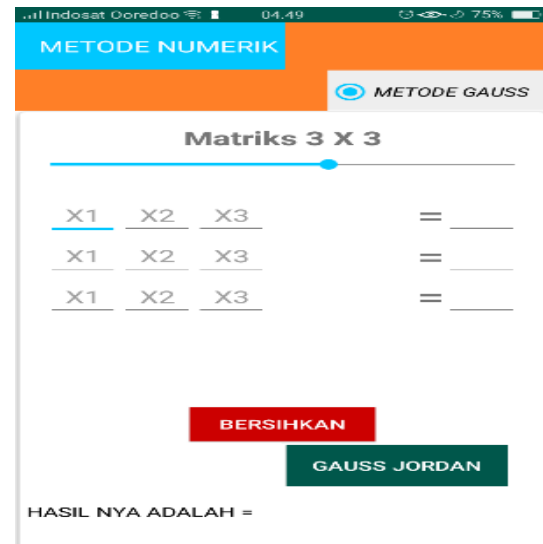 Indosat Ooredoo 04.49 75%
METODE NUMERIK
METODE GAUSS
Matriks 3 X 3
X1 X2 X3 =
X1 X2 X3 =
X1 X2 X3 =
BERSIHKAN
GAUSS JORDAN
HASIL NYA ADALAH =